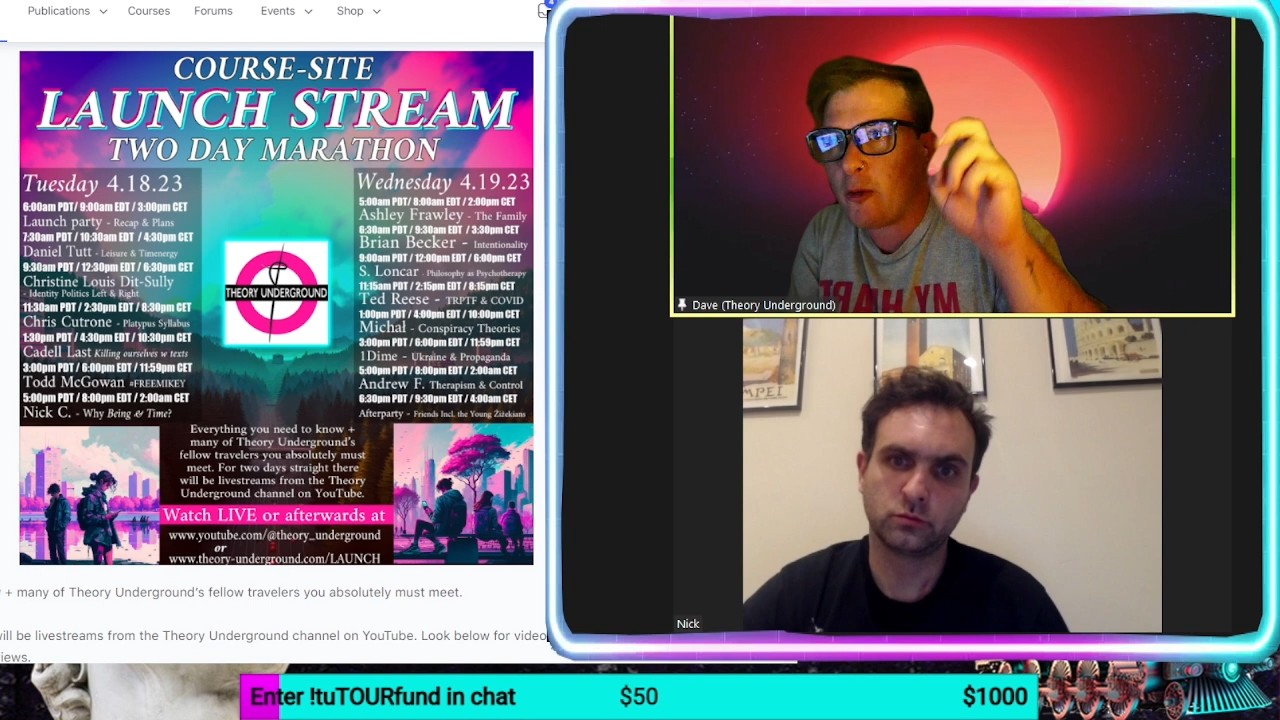 Publications
Courses
Forums
Events
Shop
COURSE-SITE
LAUNCH STREAM
TWO DAY MARATHON
Tuesday 4.18.23
6:00am PDT/ 9:00am EDT / 3:00pm CET
Launch party - Recap & Plans
7:30am PDT / 10:30am EDT / 4:30pm CET
Daniel Tutt - Leisure & Timenergy
9:30am PDT / 12:30pm EDT / 6:30pm CET
Christine Louis Dit-Sully
- Identity Politics Left & Right
11:30am PDT / 2:30pm EDT / 8:30pm CET
Chris Cutrone - Platypus Syllabus
1:30pm PDT / 4:30pm EDT / 10:30pm CET
Cadell Last Killing ourselves w texts
3:00pm PDT / 6:00pm EDT / 11:59pm CET
Todd McGowan #FREEMIKEY
5:00pm PDT / 8:00pm EDT / 2:00am CET
Nick C. - Why Being & Time?
THEORY UNDERGROUND
Wednesday 4.19.23
5:00am PDT/ 8:00am EDT / 2:00pm CET
Ashley Frawley - The Family
6:30am PDT / 9:30am EDT / 3:30pm CET
Brian Becker - Intentionality
9:00am PDT / 12:00pm EDT / 6:00pm CET
S. Loncar - Philosophy as Psychotherapy
11:15am PDT / 2:15pm EDT / 8:15pm CET
Ted Reese - TRPTF & COVID
1:00pm PDT / 4:00pm EDT / 10:00pm CET
Michal - Conspiracy Theories
3:00pm PDT / 6:00pm EDT / 11:59pm CET
1Dime - Ukraine & Propaganda
5:00pm PDT / 8:00pm EDT / 2:00am CET
Andrew F. Therapism & Control
6:30pm PDT / 9:30pm EDT / 4:00am CET
Afterparty - Friends Incl. the Young Žižekians
Everything you need to know +
many of Theory Underground's
fellow travelers you absolutely must
meet. For two days straight there
will be livestreams from the Theory
Underground channel on YouTube.
Watch LIVE or afterwards at
www.youtube.com/@theory_underground
or
www.theory-underground.com/LAUNCH
+ many of Theory Underground's fellow travelers you absolutely must meet.
will be livestreams from the Theory Underground channel on YouTube. Look below for video
iews.
MY HAIR
Dave (Theory Underground)
MPEI
Nick
Enter !tuTOURfund in chat
$50
$1000